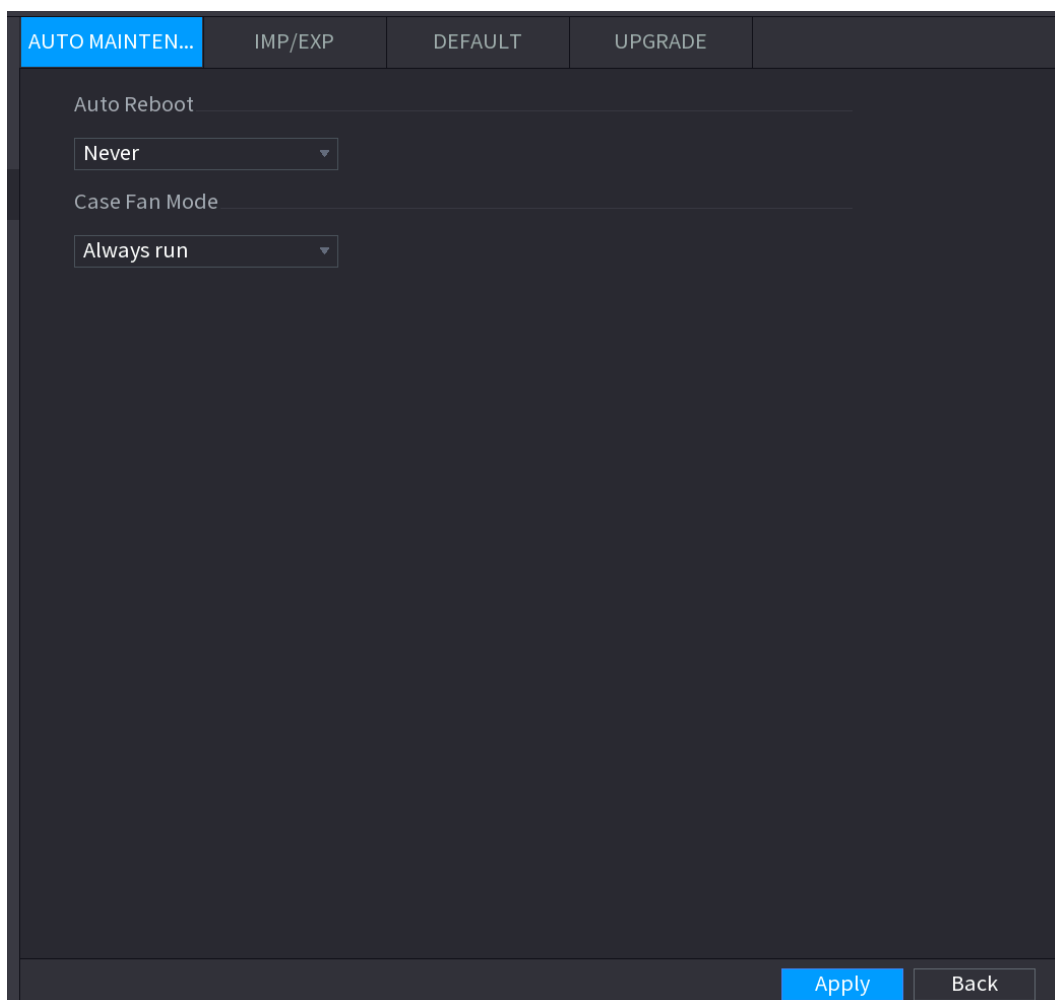 AUTO MAINTEN... IMP/EXP DEFAULT UPGRADE
Auto Reboot
Never
Case Fan Mode
Always run
Apply Back